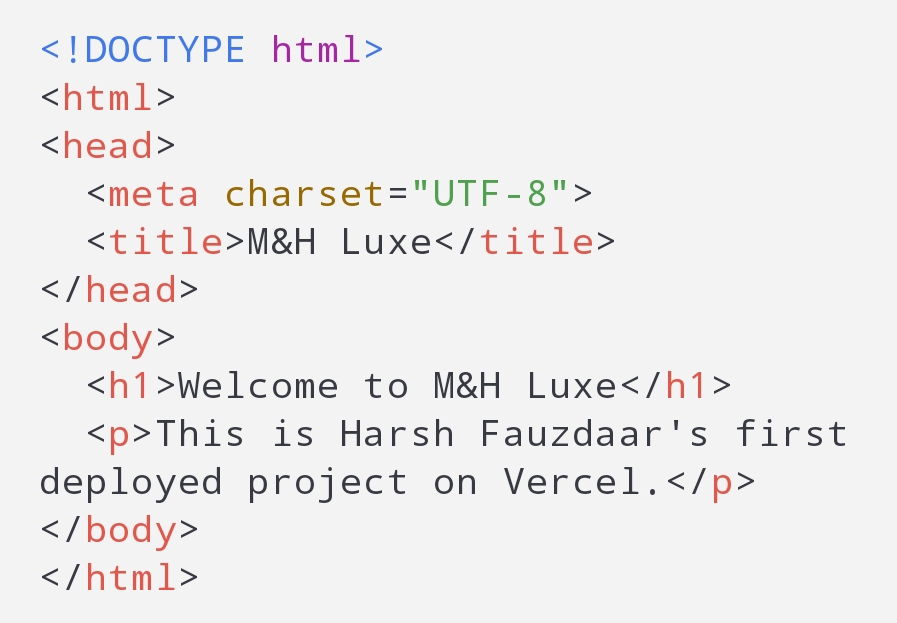 <!DOCTYPE html>
<html>
<head>
  <meta charset="UTF-8">
  <title>M&H Luxe</title>
</head>
<body>
  <h1>Welcome to M&H Luxe</h1>
  <p>This is Harsh Fauzdaar's first
deployed project on Vercel.</p>
</body>
</html>